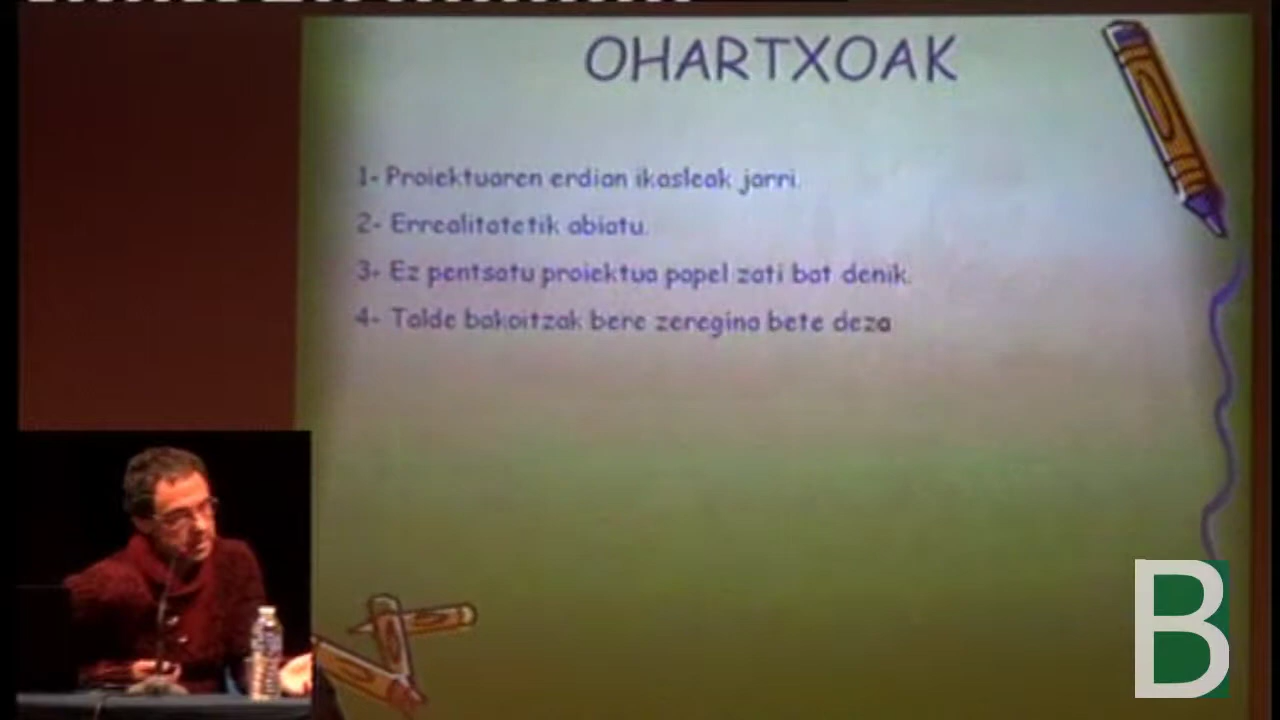 OHARTXOAK
1- Proiektuaren erdian ikasleak jarri.
2- Errealitatetik abiatu.
3- Ez pentsatu proiektua papel zati bat denik.
4- Talde bakoitzak bere zeregina bete deza
B